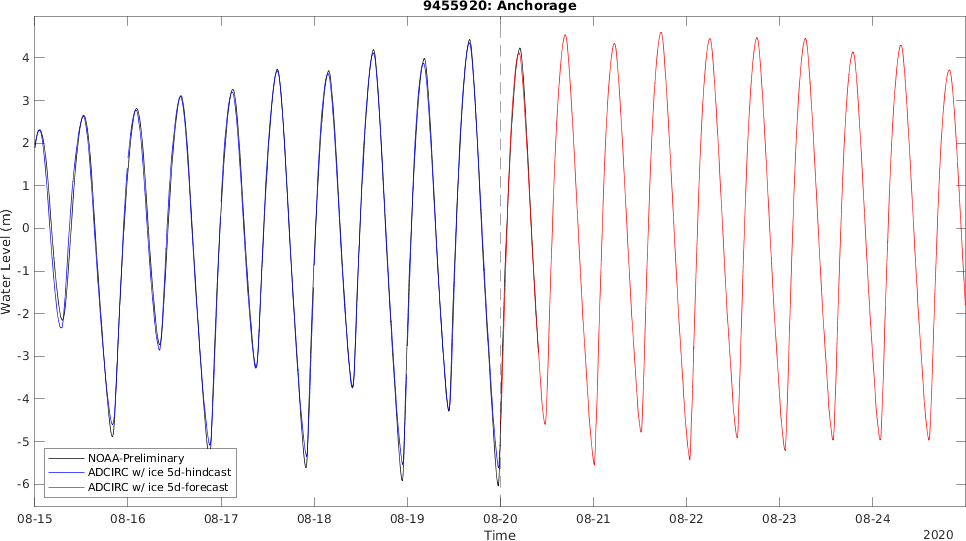 9455920: Anchorage
Water Level (m)
4
3
2
1
0
-1
-2
-3
-4
-5
-6
NOAA-Preliminary
ADCIRC w/ ice 5d-hindcast
ADCIRC w/ ice 5d-forecast
08-15 08-16 08-17 08-18 08-19 08-20 08-21 08-22 08-23 08-24
Time
2020